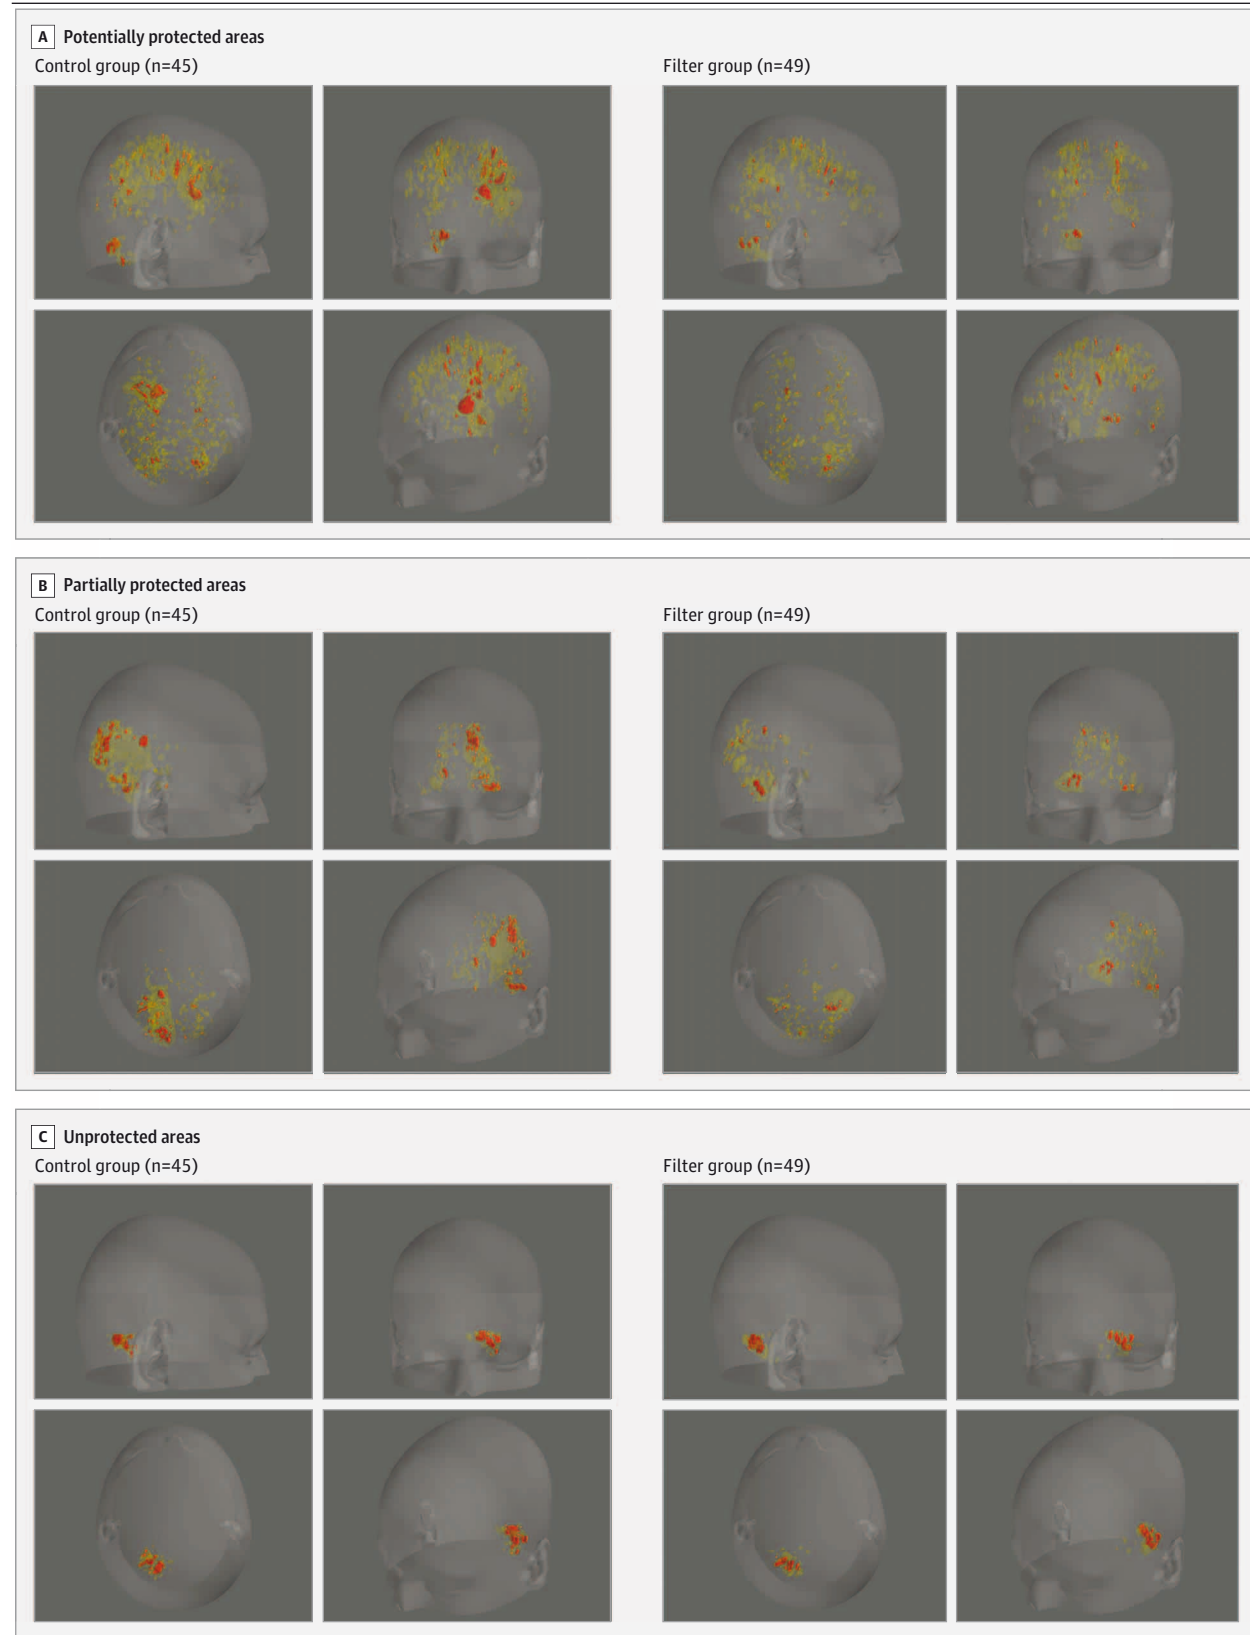 A Potentially protected areas
Control group (n=45)
Filter group (n=49)
B Partially protected areas
Control group (n=45)
Filter group (n=49)
C Unprotected areas
Control group (n=45)
Filter group (n=49)